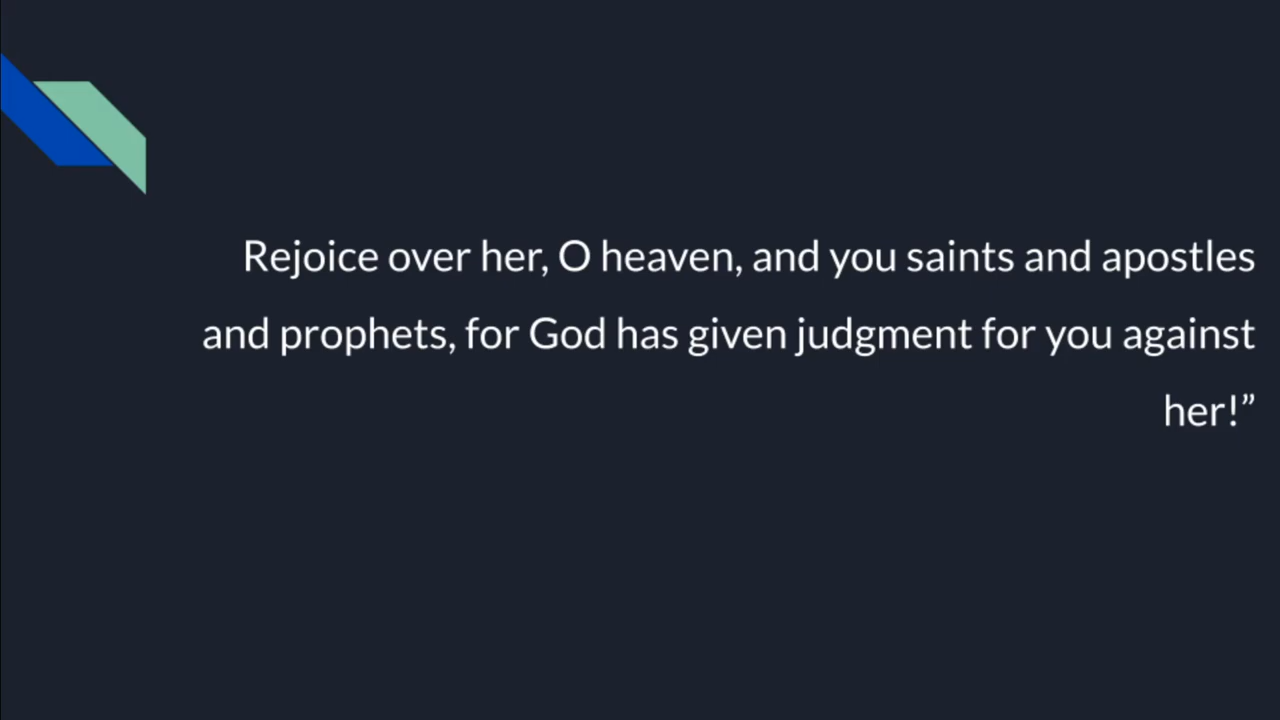 Rejoice over her, O heaven, and you saints and apostles
and prophets, for God has given judgment for you against
her!”